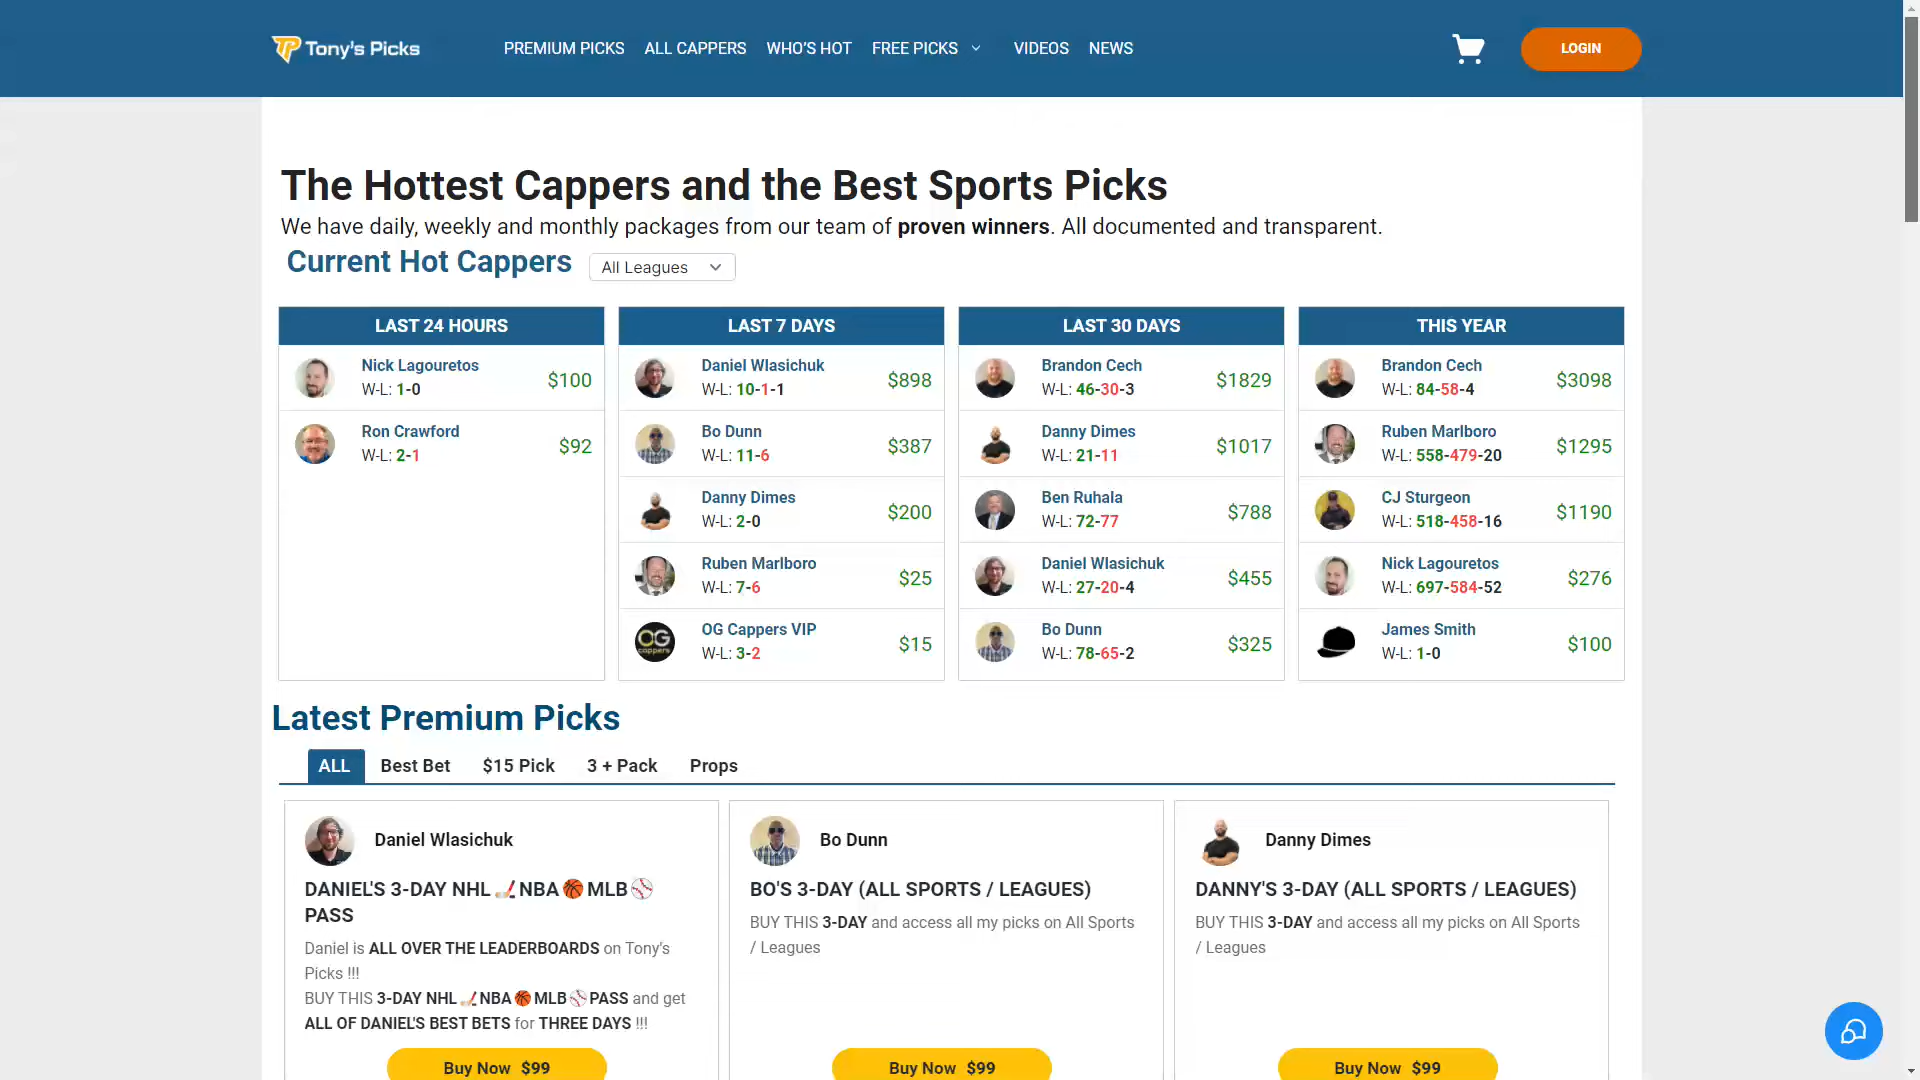 Tony's Picks
PREMIUM PICKS ALL CAPPERS WHO'S HOT FREE PICKS VIDEOS NEWS
LOGIN
The Hottest Cappers and the Best Sports Picks
We have daily, weekly and monthly packages from our team of proven winners. All documented and transparent.
Current Hot Cappers All Leagues
LAST 24 HOURS
Nick Lagouretos
W-L: 1-0
$100
Ron Crawford
W-L: 2-1
$92
LAST 7 DAYS
Daniel Wlasichuk
W-L: 10-1-1
$898
Bo Dunn
W-L: 11-6
$387
Danny Dimes
W-L: 2-0
$200
Ruben Marlboro
W-L: 7-6
$25
OG Cappers VIP
W-L: 3-2
$15
OG
cappers
LAST 30 DAYS
Brandon Cech
W-L: 46-30-3
$1829
Danny Dimes
W-L: 21-11
$1017
Ben Ruhala
W-L: 72-77
$788
Daniel Wlasichuk
W-L: 27-20-4
$455
Bo Dunn
W-L: 78-65-2
$325
THIS YEAR
Brandon Cech
W-L: 84-58-4
$3098
Ruben Marlboro
W-L: 558-479-20
$1295
CJ Sturgeon
W-L: 518-458-16
$1190
Nick Lagouretos
W-L: 697-584-52
$276
James Smith
W-L: 1-0
$100
Latest Premium Picks
ALL Best Bet $15 Pick 3 + Pack Props
Daniel Wlasichuk
DANIEL'S 3-DAY NHL🏒NBA🏀MLB⚾
PASS
Daniel is ALL OVER THE LEADERBOARDS on Tony's
Picks !!!
BUY THIS 3-DAY NHL🏒NBA🏀MLB⚾PASS and get
ALL OF DANIEL'S BEST BETS for THREE DAYS !!!
Buy Now $99
Bo Dunn
BO'S 3-DAY (ALL SPORTS / LEAGUES)
BUY THIS 3-DAY and access all my picks on All Sports
/ Leagues
Buy Now $99
Danny Dimes
DANNY'S 3-DAY (ALL SPORTS / LEAGUES)
BUY THIS 3-DAY and access all my picks on All Sports
/ Leagues
Buy Now $99